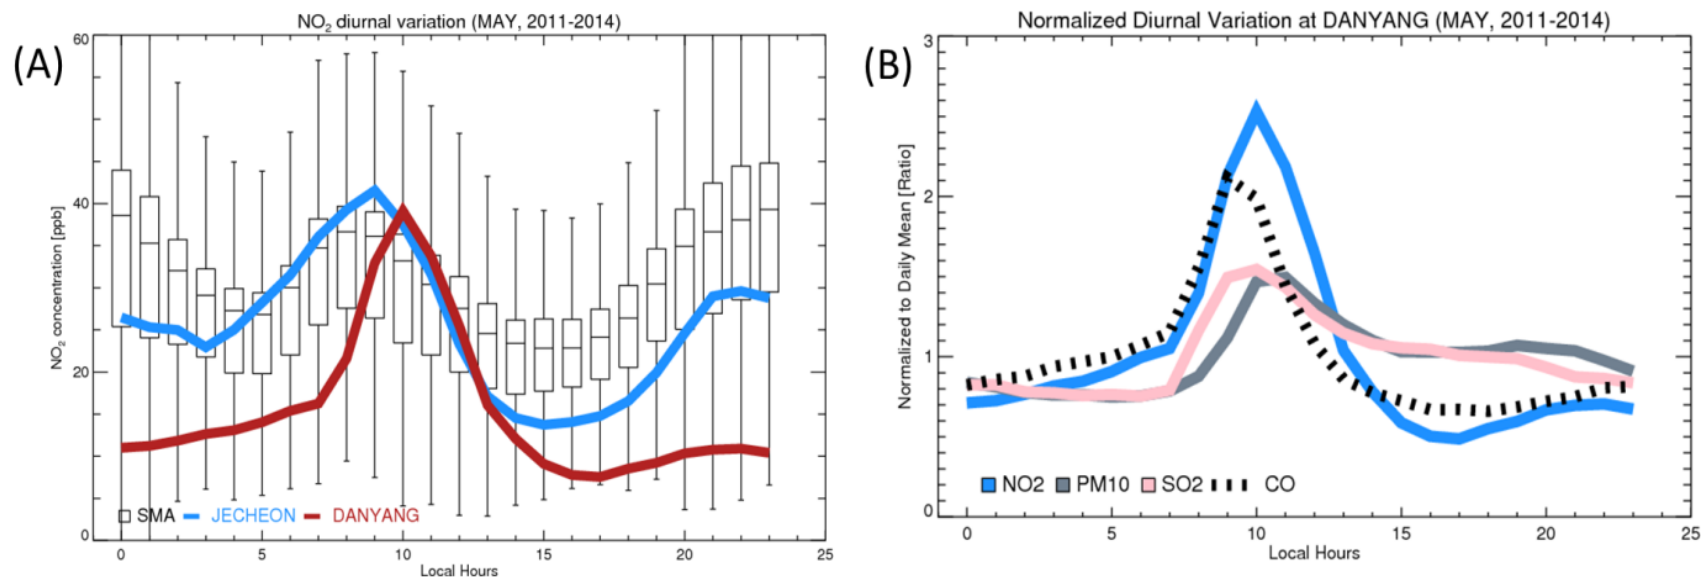 (A)
NO₂ diurnal variation (MAY, 2011-2014)
NO₂ concentration [ppb]
60
40
20
0
SMA JECHEON DANYANG
0 5 10 15 20 25
Local Hours
(B)
Normalized Diurnal Variation at DANYANG (MAY, 2011-2014)
Normalized to Daily Mean [Ratio]
3
2
1
0
NO2 PM10 SO2 CO
0 5 10 15 20 25
Local Hours